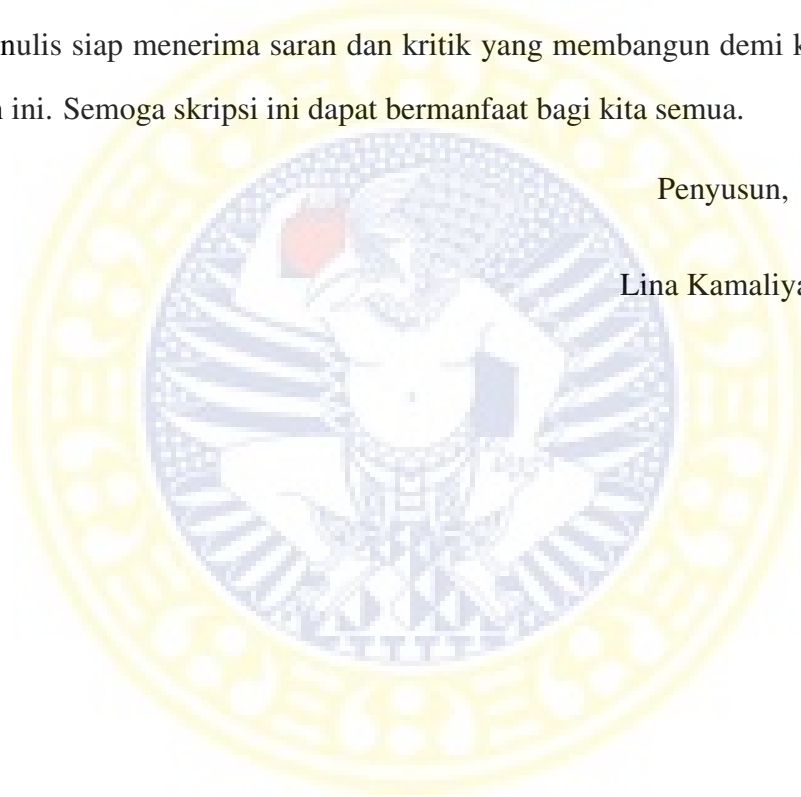 nulis siap menerima saran dan kritik yang membangun demi k
n ini. Semoga skripsi ini dapat bermanfaat bagi kita semua.
Penyusun,
Lina Kamaliya